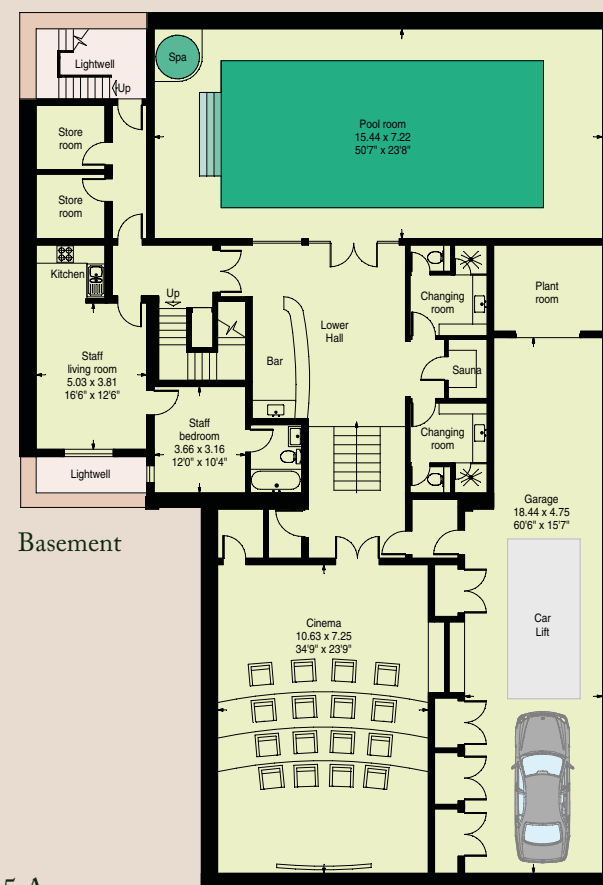 Lightwell
Up
Spa
Store
room
Pool room
15.44 x 7.22
50'7" x 23'8"
Store
room
Kitchen
Up
Changing
room
Plant
room
Lower
Hall
Staff
living room
5.03 x 3.81
16'6" x 12'6"
Bar
Sauna
Staff
bedroom
3.66 x 3.16
12'0" x 10'4"
Changing
room
Lightwell
Garage
18.44 x 4.75
60'6" x 15'7"
Basement
Cinema
10.63 x 7.25
34'9" x 23'9"
Car
Lift